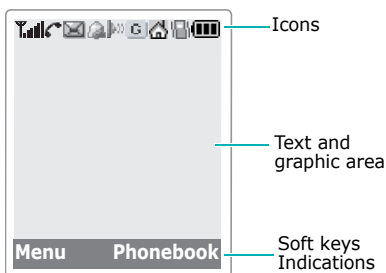 G
Icons
Text and
graphic area
Menu Phonebook
Soft keys
Indications